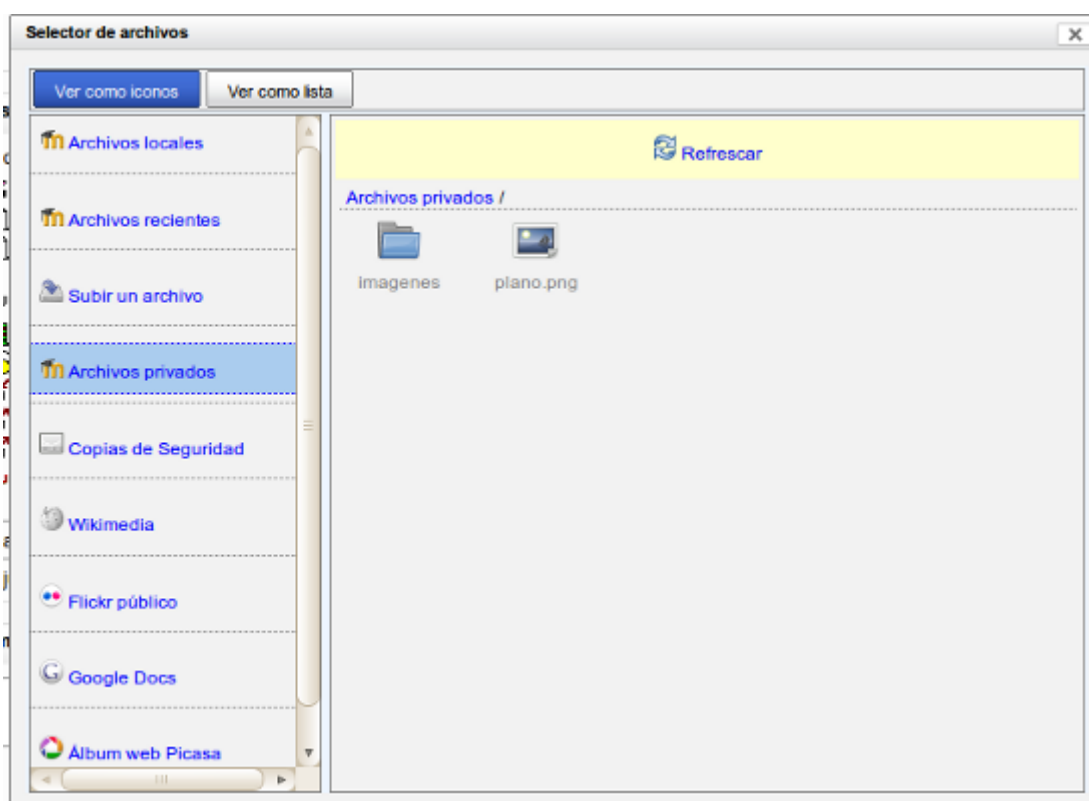 Selector de archivos
Ver como iconos
Ver como lista
Archivos locales
Archivos recientes
Subir un archivo
Archivos privados
Copias de Seguridad
Wikimedia
Flickr público
Google Docs
Álbum web Picasa
Refrescar
Archivos privados /
imagenes
plano.png